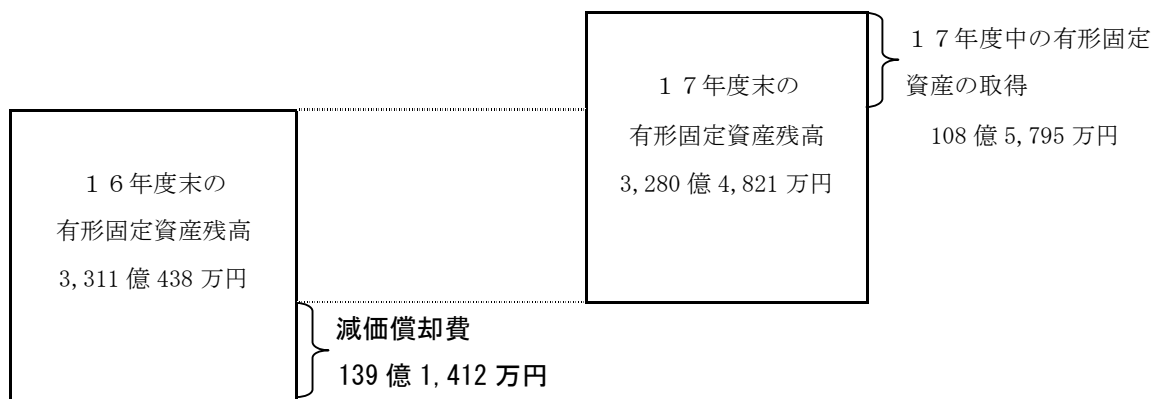 １６年度末の
有形固定資産残高
3,311 億 438 万円
減価償却費
139 億 1,412 万円
１７年度末の
有形固定資産残高
3,280 億 4,821 万円
１７年度中の有形固定
資産の取得
108 億 5,795 万円